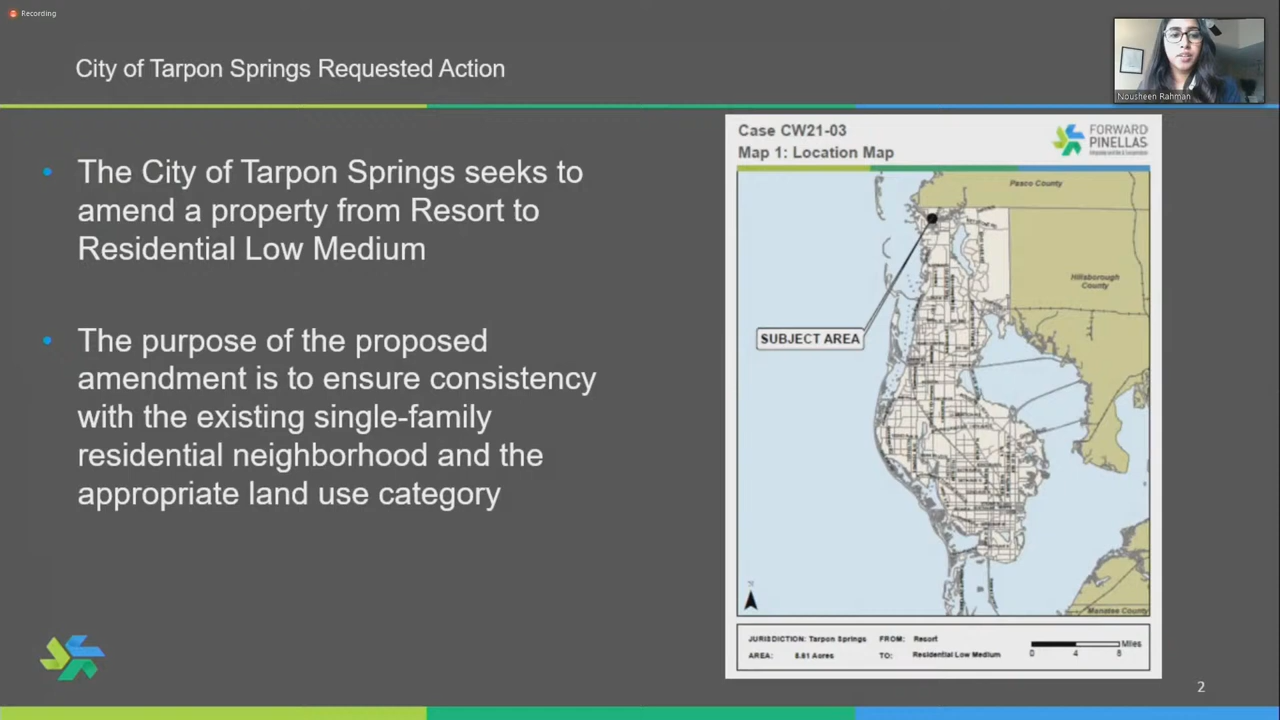 Recording
City of Tarpon Springs Requested Action
Nousheen Rahman
The City of Tarpon Springs seeks to
amend a property from Resort to
Residential Low Medium
The purpose of the proposed
amendment is to ensure consistency
with the existing single-family
residential neighborhood and the
appropriate land use category
Case CW21-03
Map 1: Location Map
FORWARD
PINELLAS
Pasco County
Hillsborough
County
SUBJECT AREA
Manatee County
JURISDICTION: Tarpon Springs FROM: Resort
AREA: 5.81 Acres TO: Residential Low Medium
Miles
0 4 8
2